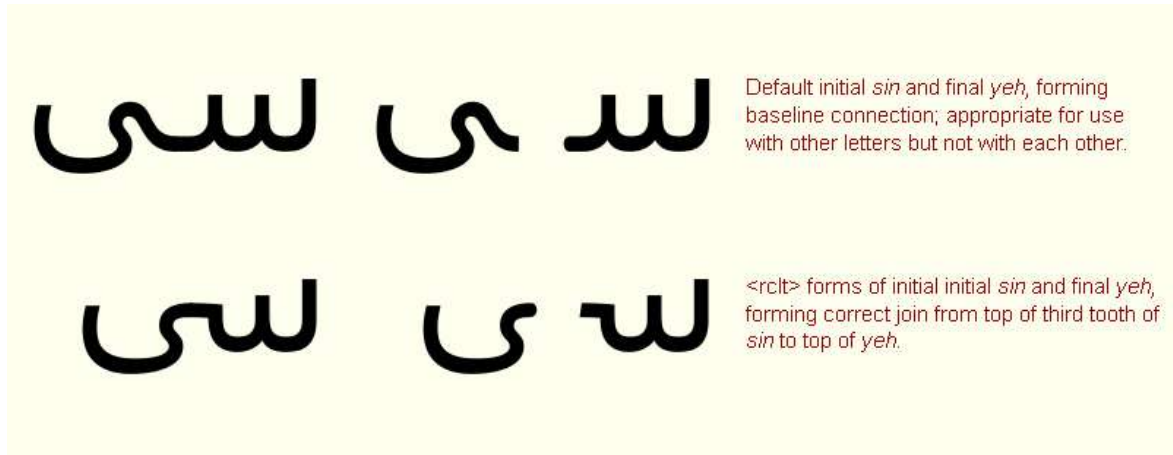 سى سـ ـى
Default initial sin and final yeh, forming
baseline connection; appropriate for use
with other letters but not with each other.
سى سـ ـى
<rclt> forms of initial initial sin and final yeh,
forming correct join from top of third tooth of
sin to top of yeh.